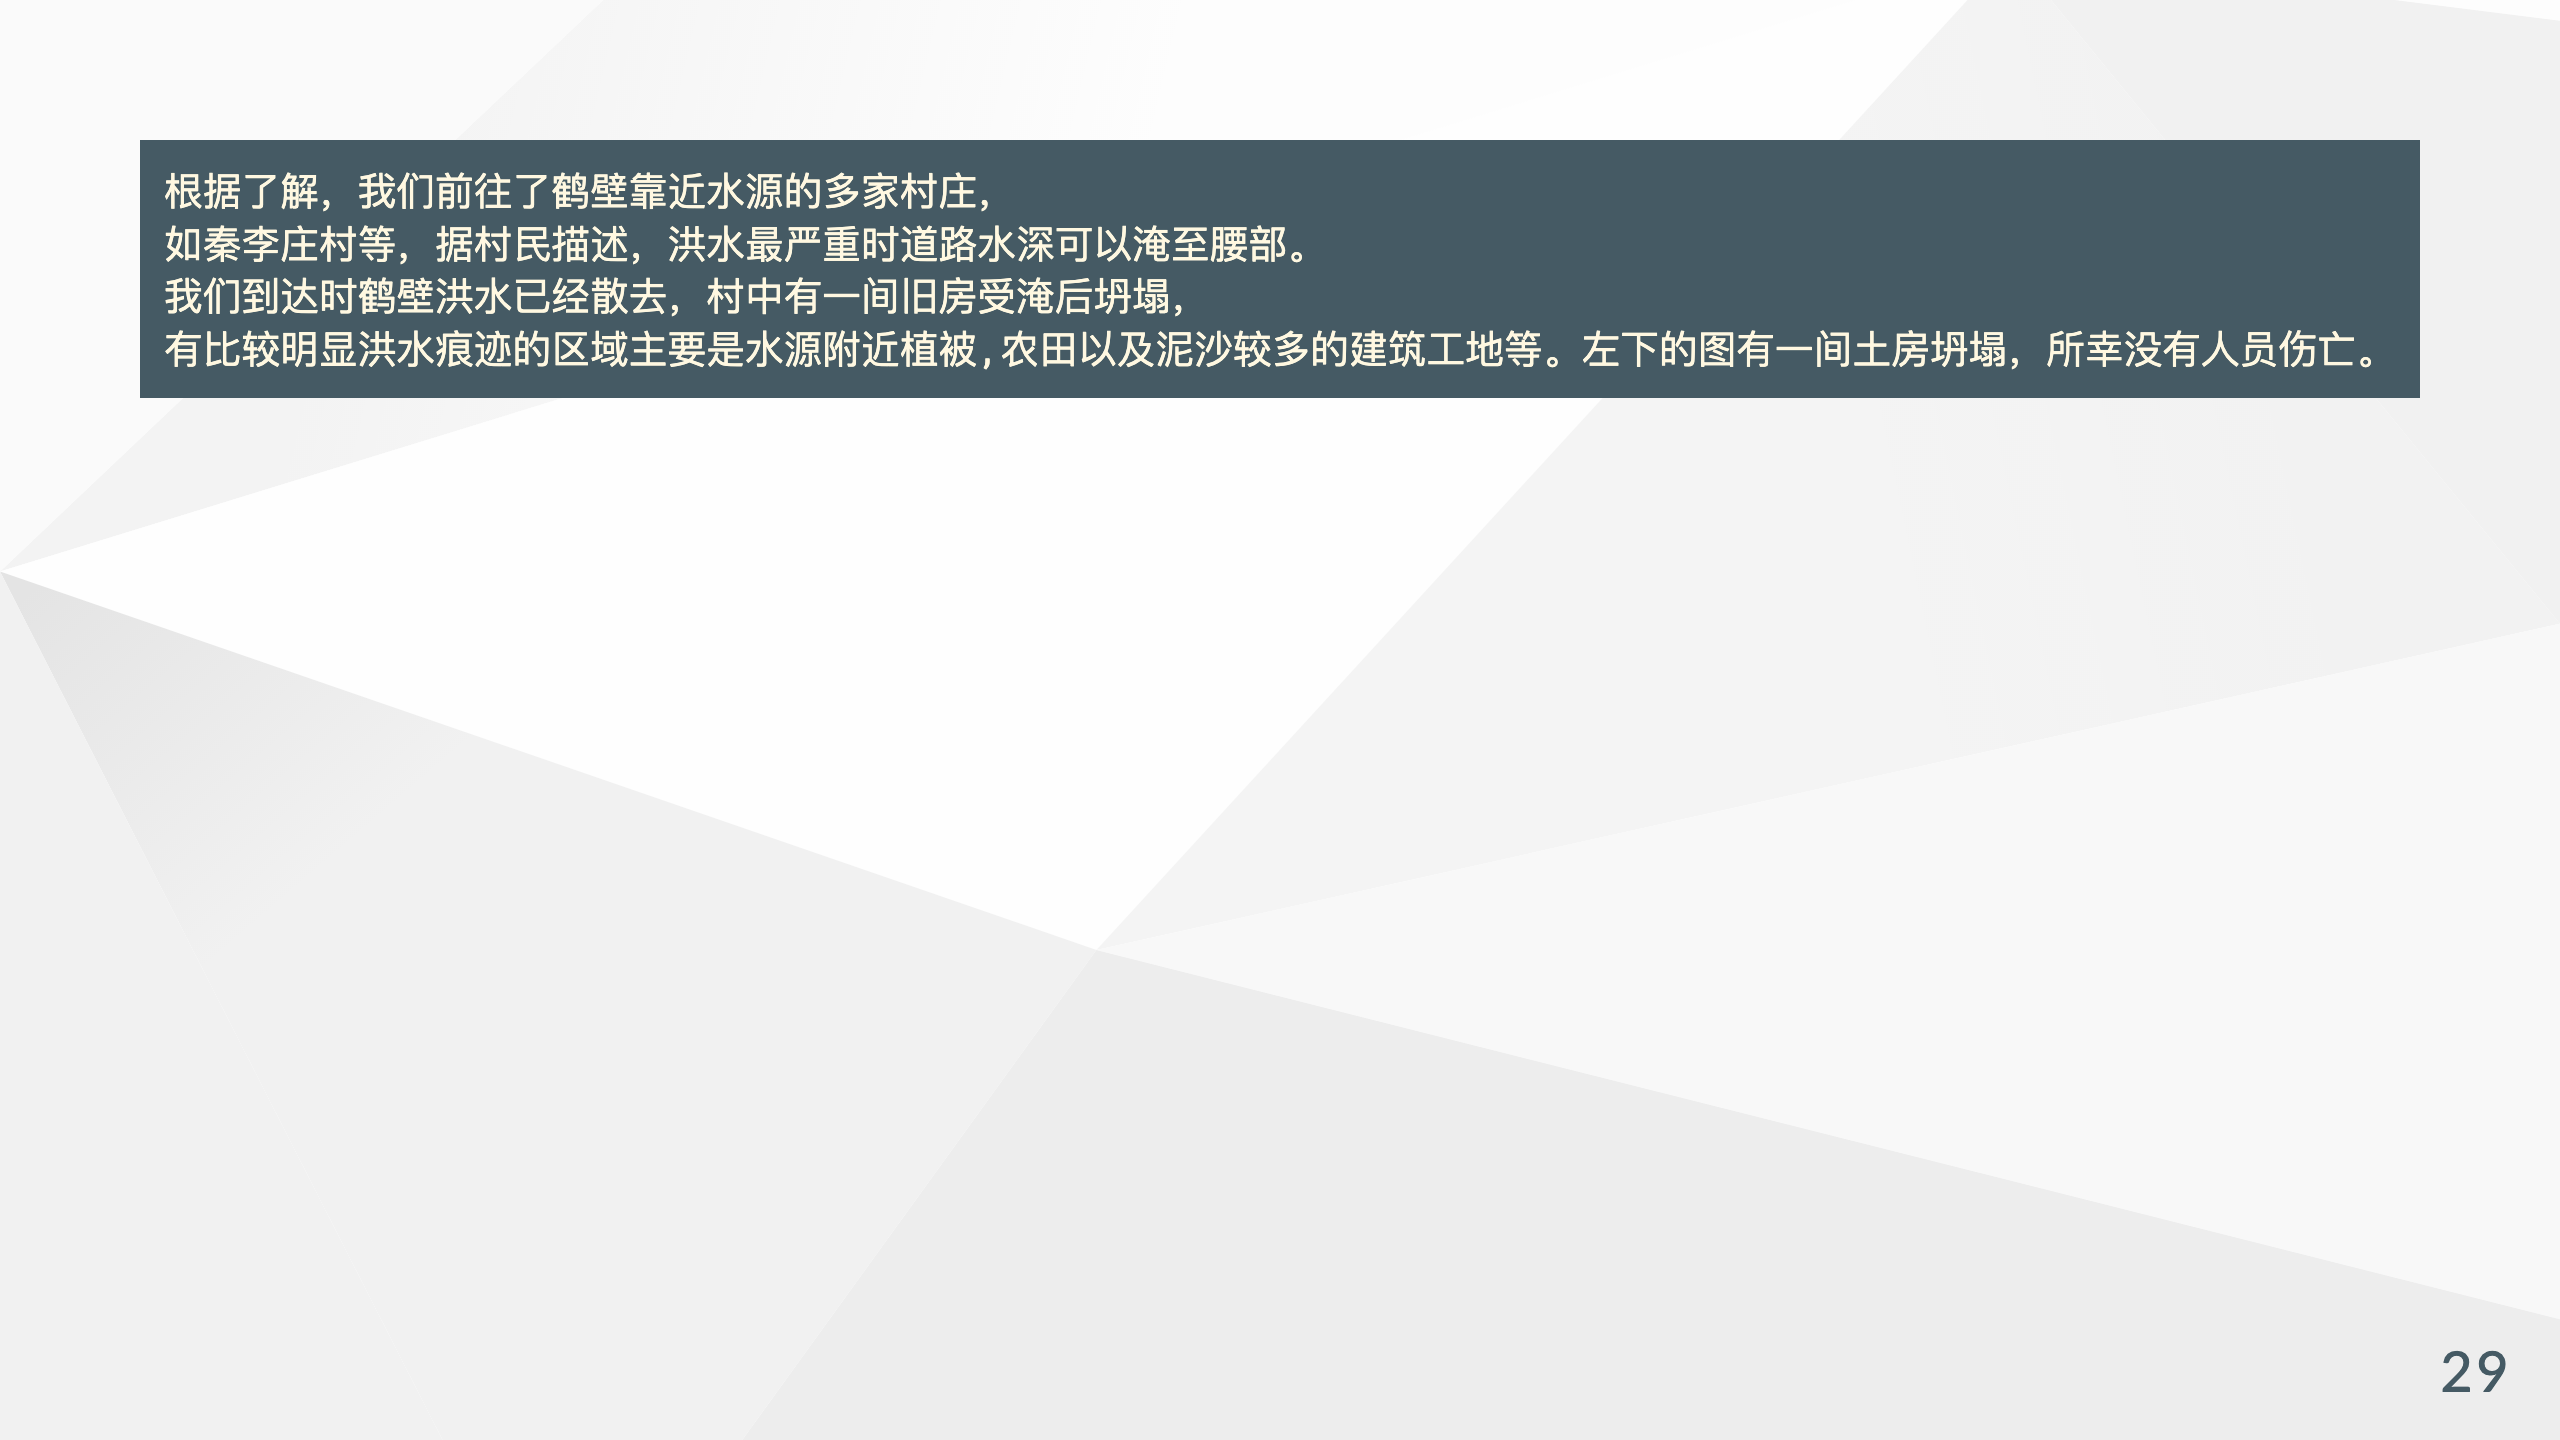 根据了解，我们前往了鹤壁靠近水源的多家村庄，
如秦李庄村等，据村民描述，洪水最严重时道路水深可以淹至腰部。
我们到达时鹤壁洪水已经散去，村中有一间旧房受淹后坍塌，
有比较明显洪水痕迹的区域主要是水源附近植被,农田以及泥沙较多的建筑工地等。左下的图有一间土房坍塌，所幸没有人员伤亡。
29